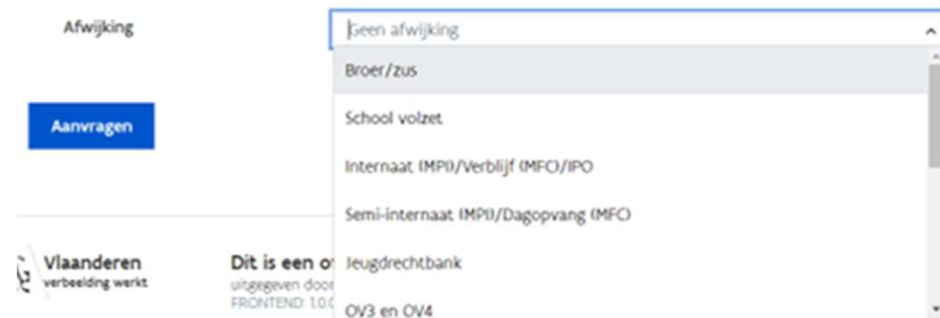 Afwijking
Geen afwijking
Broer/zus
Aanvragen
School volzet
Internaat (MPI)/Verblijf (MFC)/IPO
Semi-internaat (MPI)/Dagopvang (MFC)
Jeugdrechtbank
OV3 en OV4
Vlaanderen
verbeelding werkt
Dit is een o
uitgegeven door
FRONTEND: 1.0.0